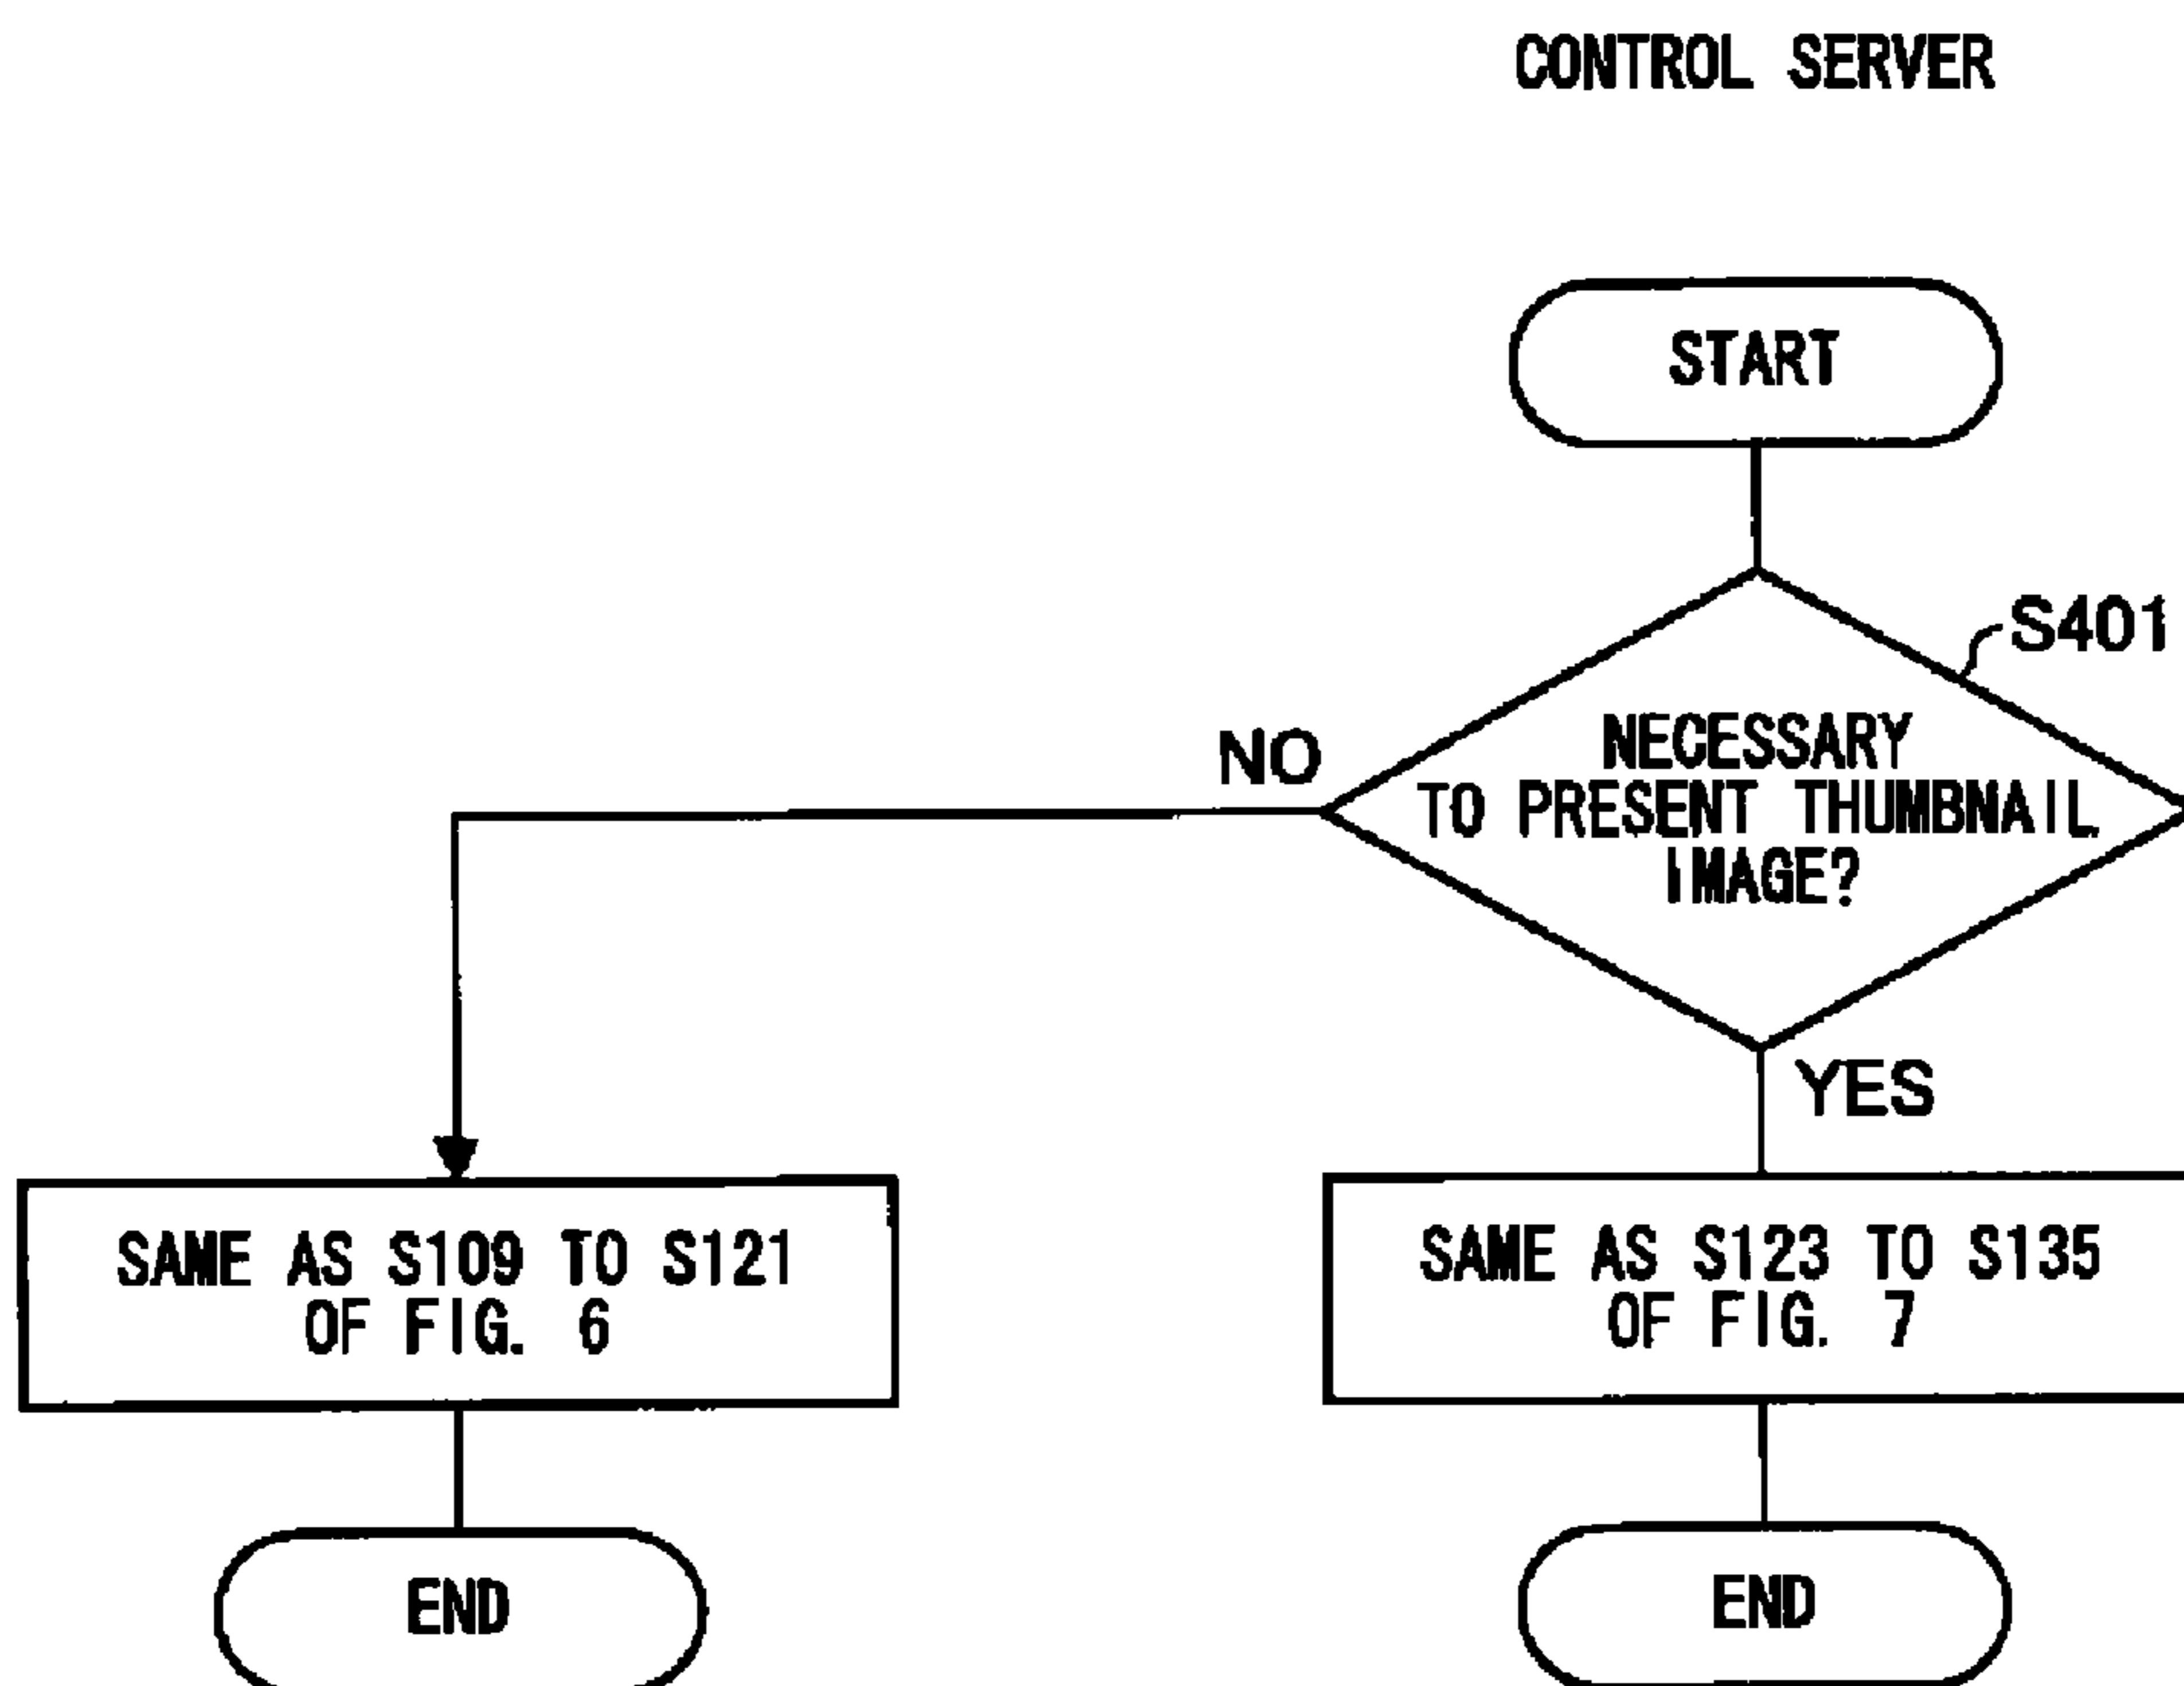 CONTROL SERVER
START
S401
NECESSARY
TO PRESENT THUMBNAIL
IMAGE?
NO
YES
SAME AS S109 TO S121
OF FIG. 6
SAME AS S123 TO S135
OF FIG. 7
END
END